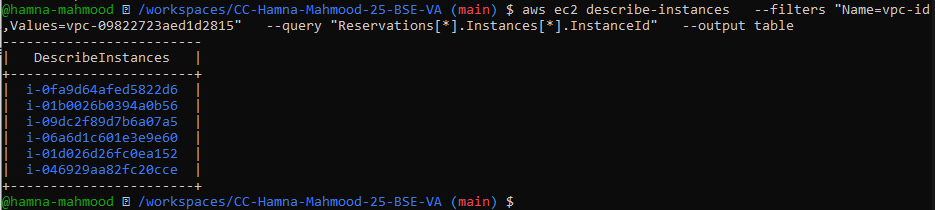 @hamna-mahmood /workspaces/CC-Hamna-Mahmood-25-BSE-VA (main) $ aws ec2 describe-instances   --filters "Name=vpc-id
,Values=vpc-09822723aed1d2815"   --query "Reservations[*].Instances[*].InstanceId"   --output table
-------------------------
|   DescribeInstances   |
+-----------------------+
|  i-0fa9d64afed5822d6  |
|  i-01b0026b0394a0b56  |
|  i-09dc2f89d7b6a07a5  |
|  i-06a6d1c601e3e9e60  |
|  i-01d026d26fc0ea152  |
|  i-046929aa82fc20cce  |
+-----------------------+
@hamna-mahmood /workspaces/CC-Hamna-Mahmood-25-BSE-VA (main) $